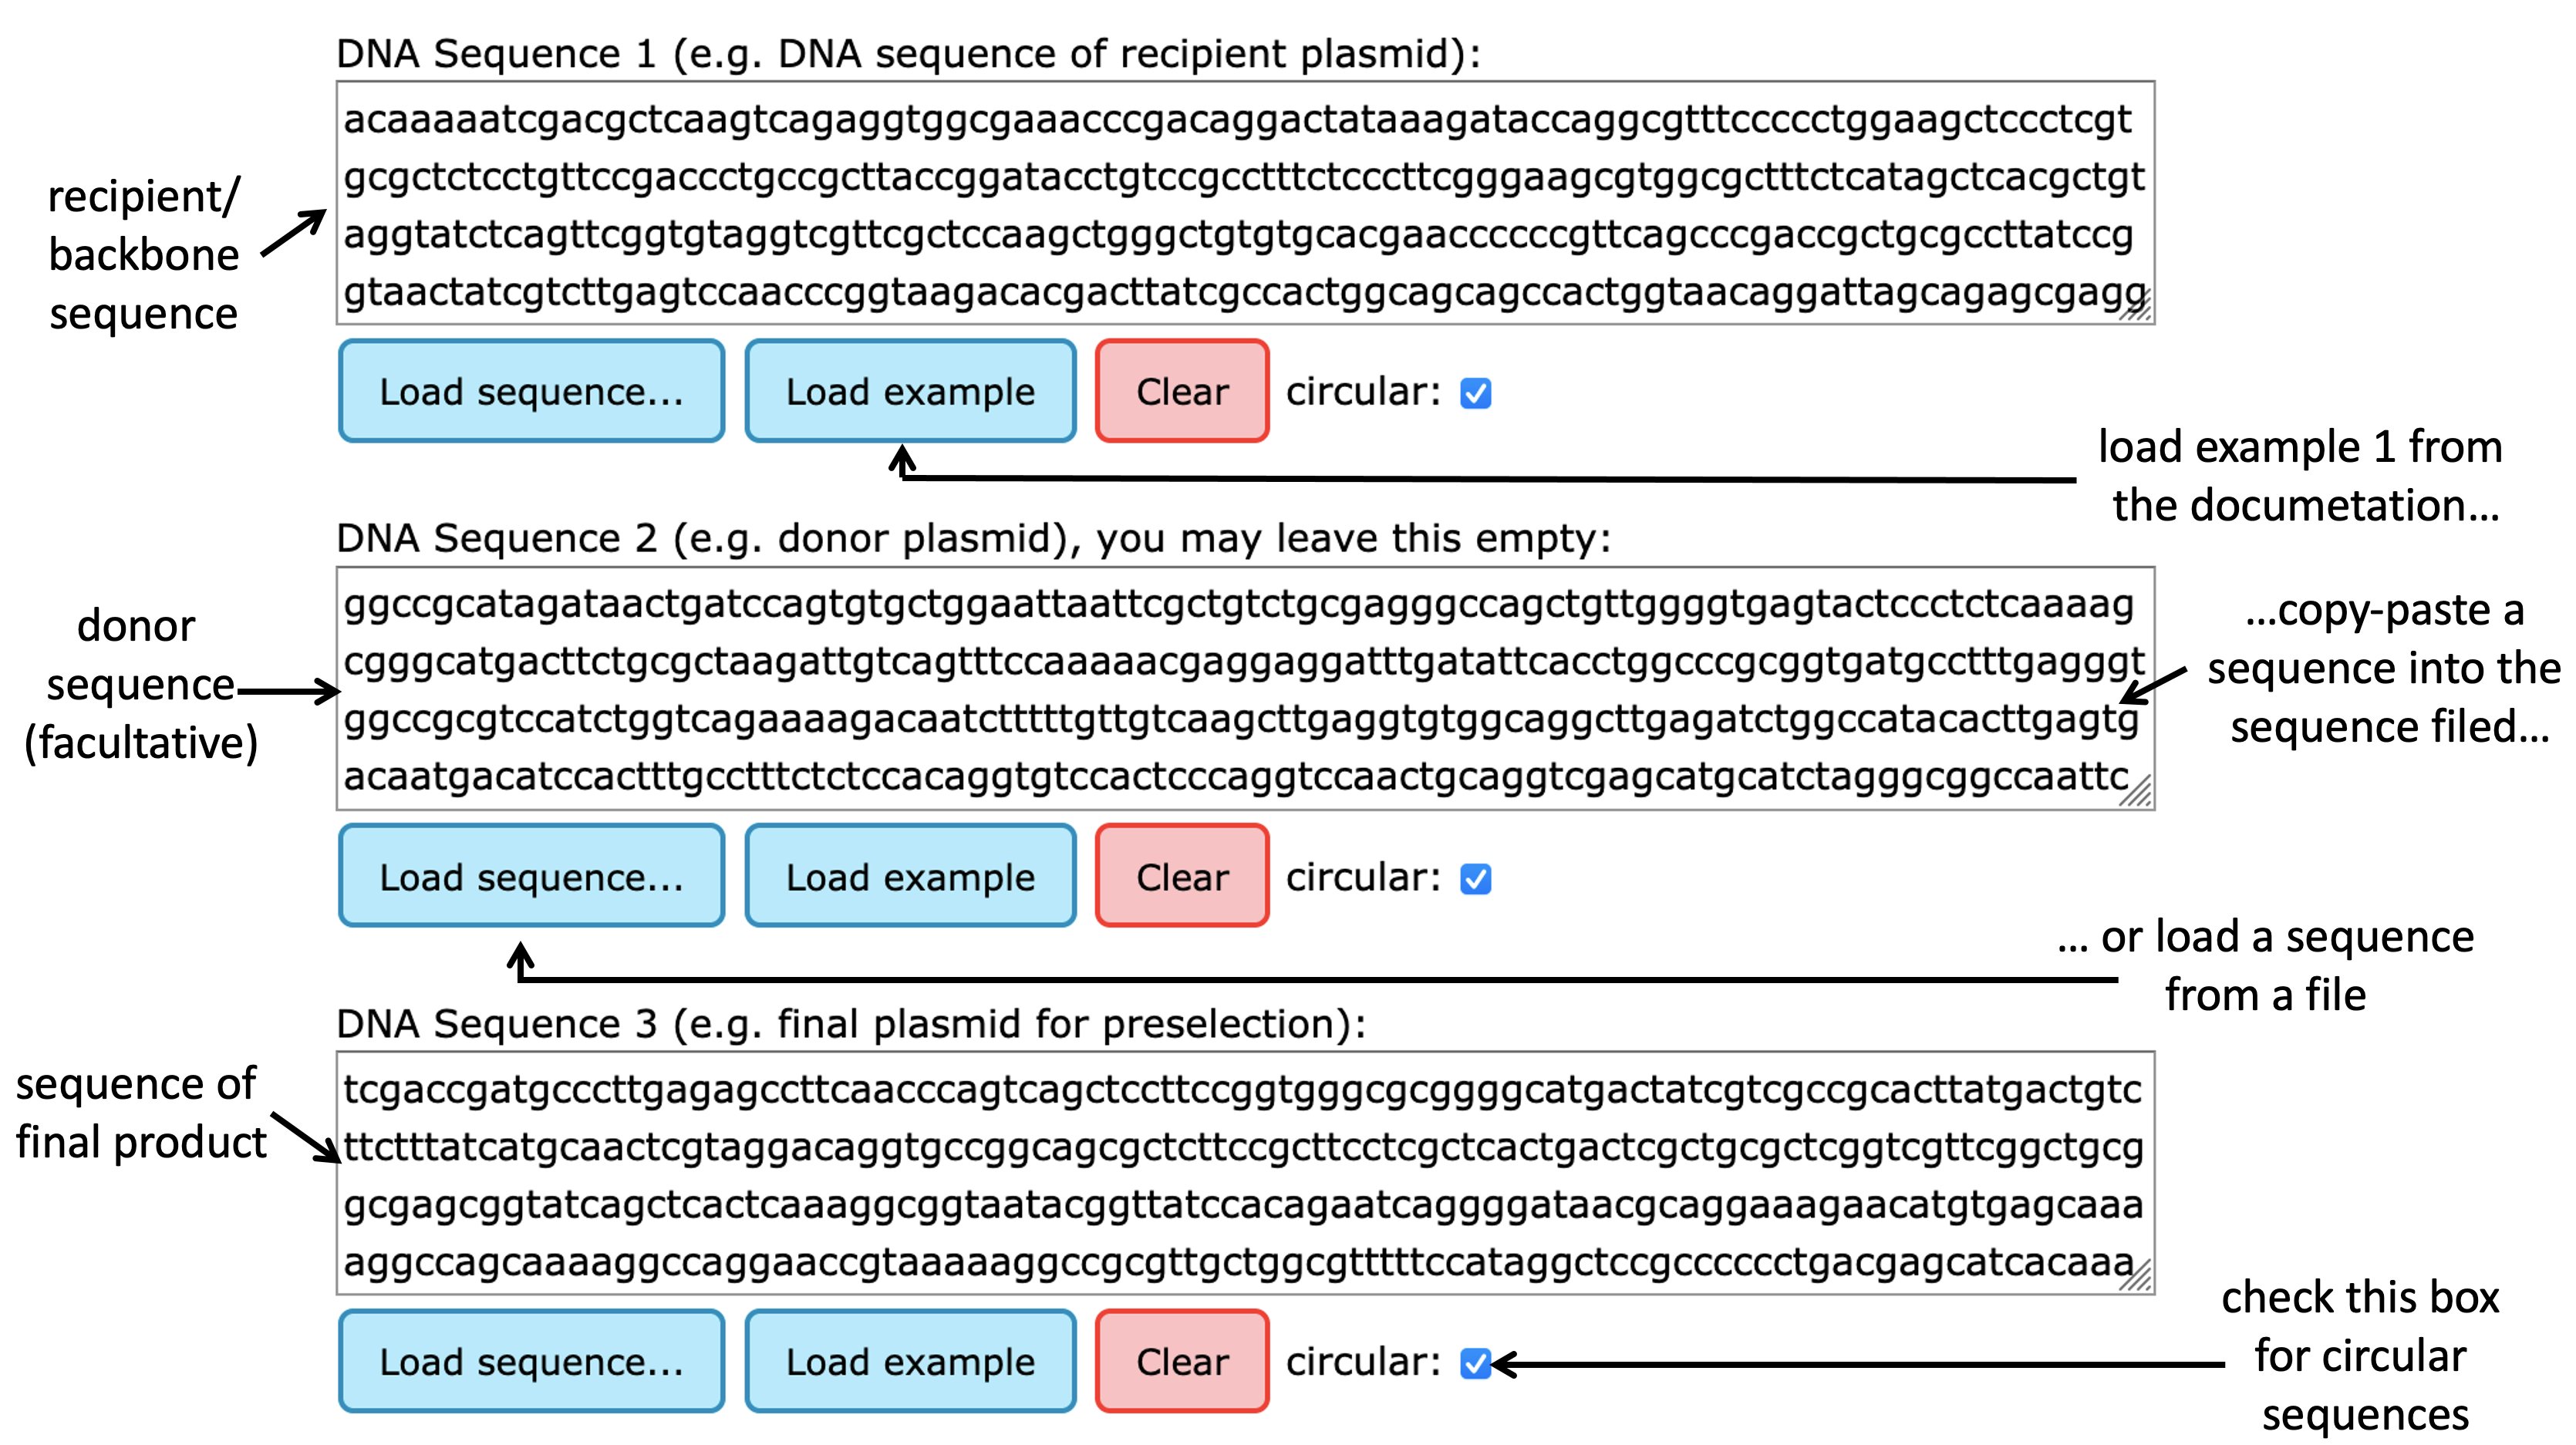 DNA Sequence 1 (e.g. DNA sequence of recipient plasmid):
acaaaaatcgacgctcaagtcagaggtggcgaaacccgacaggactataaagataccaggcgtttccccctggaagctccctcgt
gcgctctcctgttccgaccctgccgcttaccggatacctgtccgcctttctcccttcgggaagcgtggcgctttctcatagctcacgctgt
aggtatctcagttcggtgtaggtcgttcgctccaagctgggctgtgtgcacgaaccccccgttcagcccgaccgctgcgccttatccg
gtaactatcgtcttgagtccaacccggtaagacacgacttatcgccactggcagcagccactggtaacaggattagcagagcgagg
recipient/
backbone
sequence
Load sequence... Load example Clear circular:
load example 1 from
the documetation...
DNA Sequence 2 (e.g. donor plasmid), you may leave this empty:
ggccgcatagataactgatccagtgtgctggaattaattcgctgtctgcgagggccagctgttggggtgagtactccctctcaaaag
cgggcatgacttctgcgctaagattgtcagtttccaaaaacgaggaggatttgatattcacctggcccgcggtgatgcctttgagggt
ggccgcgtccatctggtcagaaaagacaatctttttgttgtcaagcttgaggtgtggcaggcttgagatctggccatacacttgagtg
acaatgacatccactttgcctttctctccacaggtgtccactcccaggtccaactgcaggtcgagcatgcatctagggcggccaattc
donor
sequence
(facultative)
...copy-paste a
sequence into the
sequence filed...
Load sequence... Load example Clear circular:
... or load a sequence
from a file
DNA Sequence 3 (e.g. final plasmid for preselection):
tcgaccgatgcccttgagagccttcaacccagtcagctccttccggtgggcgcggggcatgactatcgtcgccgcacttatgactgtc
ttctttatcatgcaactcgtaggacaggtgccggcagcgctcttccgcttcctcgctcactgactcgctgcgctcggtcgttcggctgcg
gcgagcggtatcagctcactcaaaggcggtaatacggttatccacagaatcaggggataacgcaggaaagaacatgtgagcaaa
aggccagcaaaaggccaggaaccgtaaaaaggccgcgttgctggcgtttttccataggctccgcccccctgacgagcatcacaaa
sequence of
final product
Load sequence... Load example Clear circular:
check this box
for circular
sequences